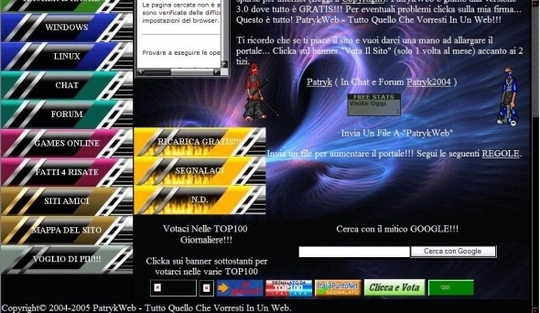 WINDOWS
LINUX
CHAT
FORUM
GAMES ONLINE
FATTI 4 RISATE
SITI AMICI
MAPPA DEL SITO
VOGLIO DI PIU'!!!
La pagina cercata non è a
sono verificate delle diffico
impostazioni del browser.
Provare a eseguire le ope
RICARICA GRATIS!!!
SEGNALACI
N.D.
Votaci Nelle TOP100
Giornaliere!!!
Clicka sui banner sottostanti per
votarci nelle varie TOP100
3.0 dove tutto è GRATIS!!! Per eventuali problemi clicka sulla mia firma...
Questo è tutto! PatrykWeb - Tutto Quello Che Vorresti In Un Web!!!
Ti ricordo che se ti piace il sito e vuoi darci una mano ad allargare il
portale... Clicka sul banner "Vota Il Sito" (solo 1 volta al mese) accanto ai 2
tizi.
Patryk ( In Chat e Forum Patryk2004 )
FREE STATS
Visite Oggi
Invia Un File A "PatrykWeb"
Invia un file per aumentare il portale!!! Segui le seguenti REGOLE.
Cerca con il mitico GOOGLE!!!
Cerca con Google
SEGNALATO DA
TOP100
SEGNALATO
Clicca e Vota
Copyright© 2004-2005 PatrykWeb - Tutto Quello Che Vorresti In Un Web.